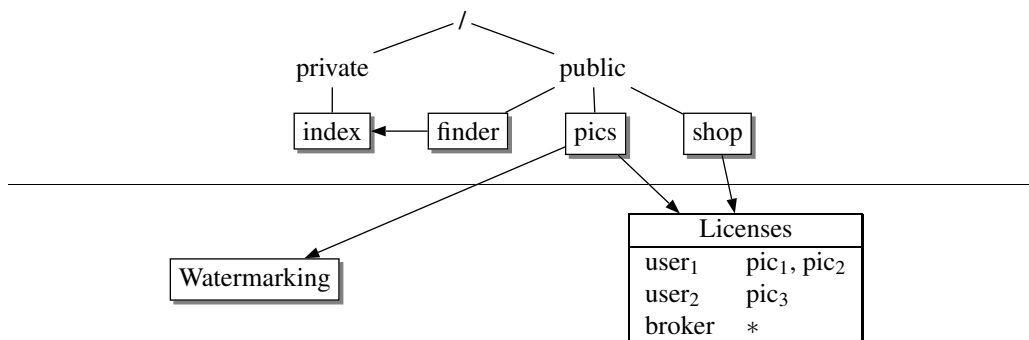 /
private public
index finder pics shop
Licenses
Watermarking
user₁ pic₁, pic₂
user₂ pic₃
broker *